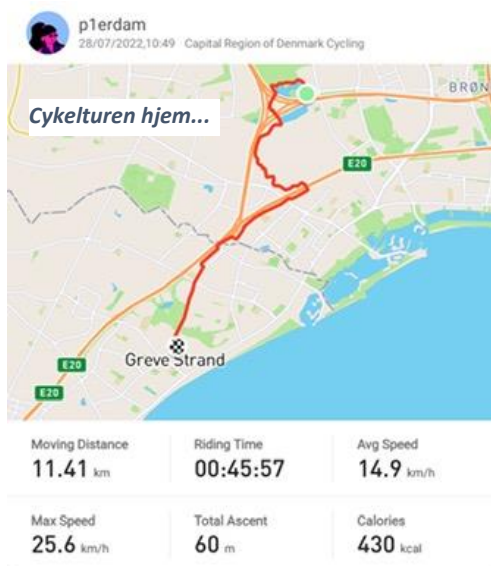 p1erdam
28/07/2022,10:49 Capital Region of Denmark Cycling
BRØN
Cykelturen hjem...
E20
Greve Strand
E20
E20
Moving Distance
Riding Time
Avg Speed
11.41 km
00:45:57
14.9 km/h
Max Speed
Total Ascent
Calories
25.6 km/h
60 m
430 kcal